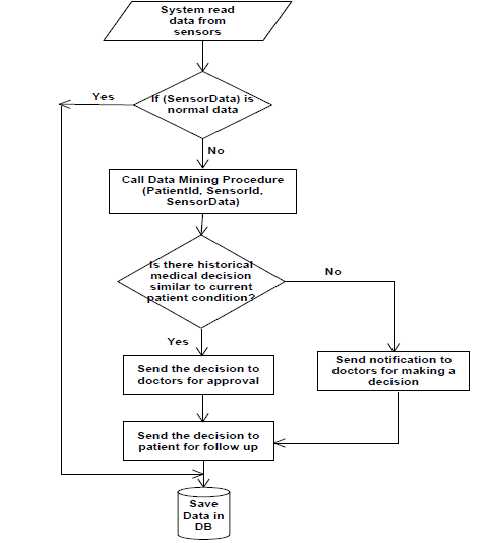 System read
data from
sensors
If (SensorData) is
normal data
Yes
No
Call Data Mining Procedure
(PatientId, SensorId,
SensorData)
Is there historical
medical decision
similar to current
patient condition?
No
Yes
Send the decision to
doctors for approval
Send notification to
doctors for making a
decision
Send the decision to
patient for follow up
Save
Data in
DB